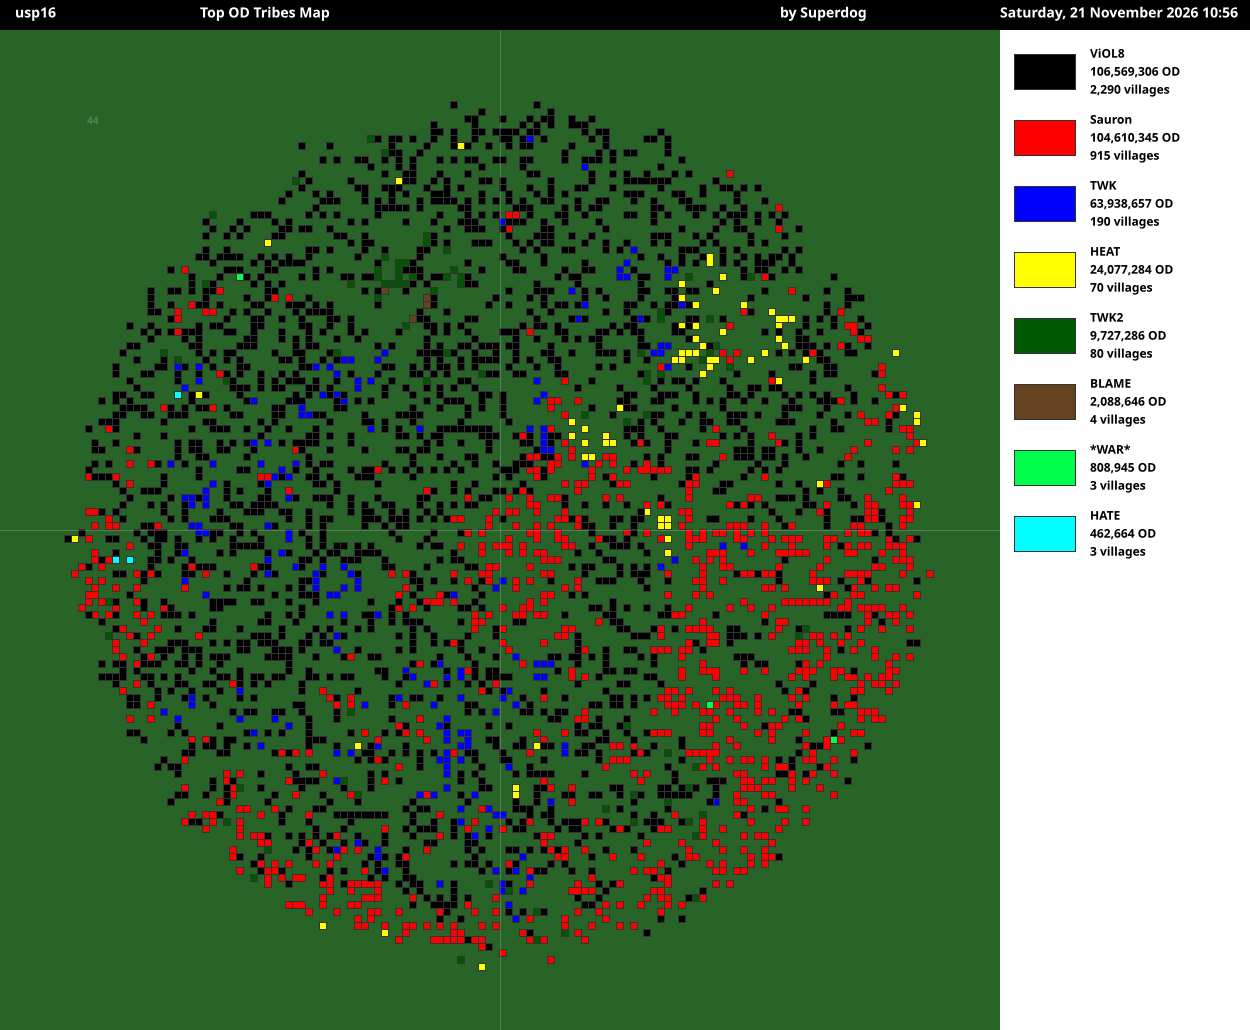 usp16 Top OD Tribes Map by Superdog Saturday, 21 November 2026 10:56
44
ViOL8
106,569,306 OD
2,290 villages
Sauron
104,610,345 OD
915 villages
TWK
63,938,657 OD
190 villages
HEAT
24,077,284 OD
70 villages
TWK2
9,727,286 OD
80 villages
BLAME
2,088,646 OD
4 villages
*WAR*
808,945 OD
3 villages
HATE
462,664 OD
3 villages